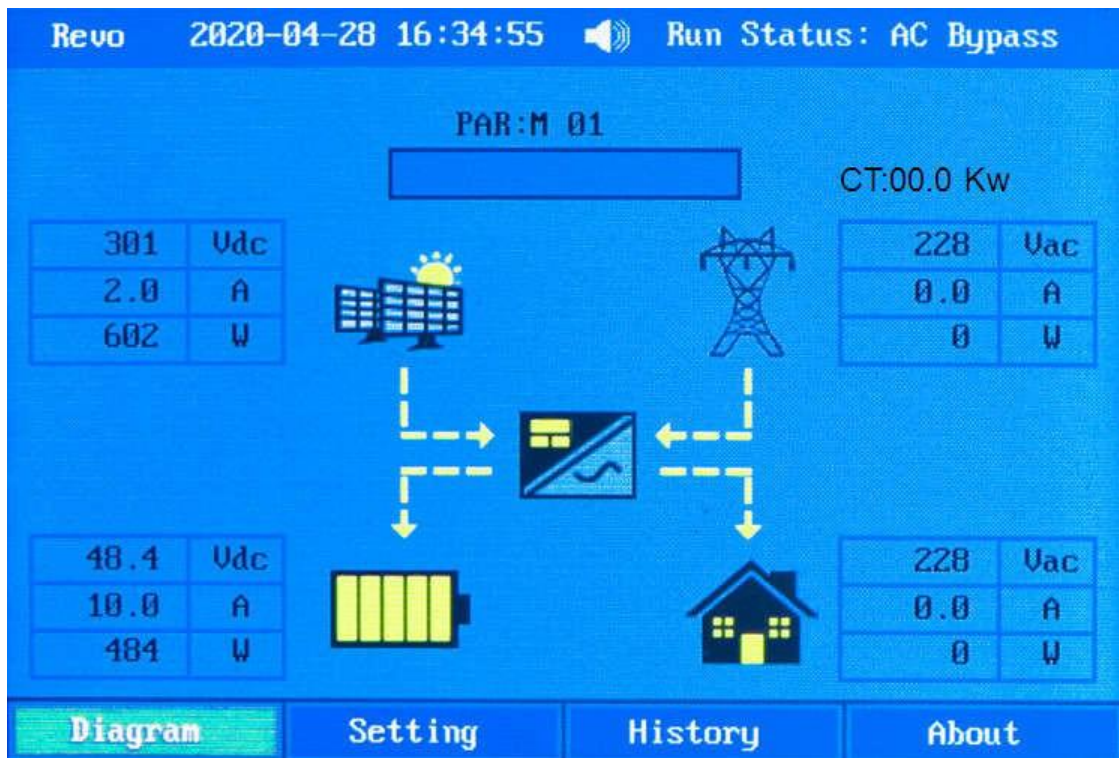 Revo 2020-04-28 16:34:55 Run Status: AC Bypass
PAR:M 01
CT:00.0 Kw
301 Vdc
2.0 A
602 W
228 Vac
0.0 A
0 W
48.4 Vdc
10.0 A
484 W
228 Vac
0.0 A
0 W
Diagram Setting History About